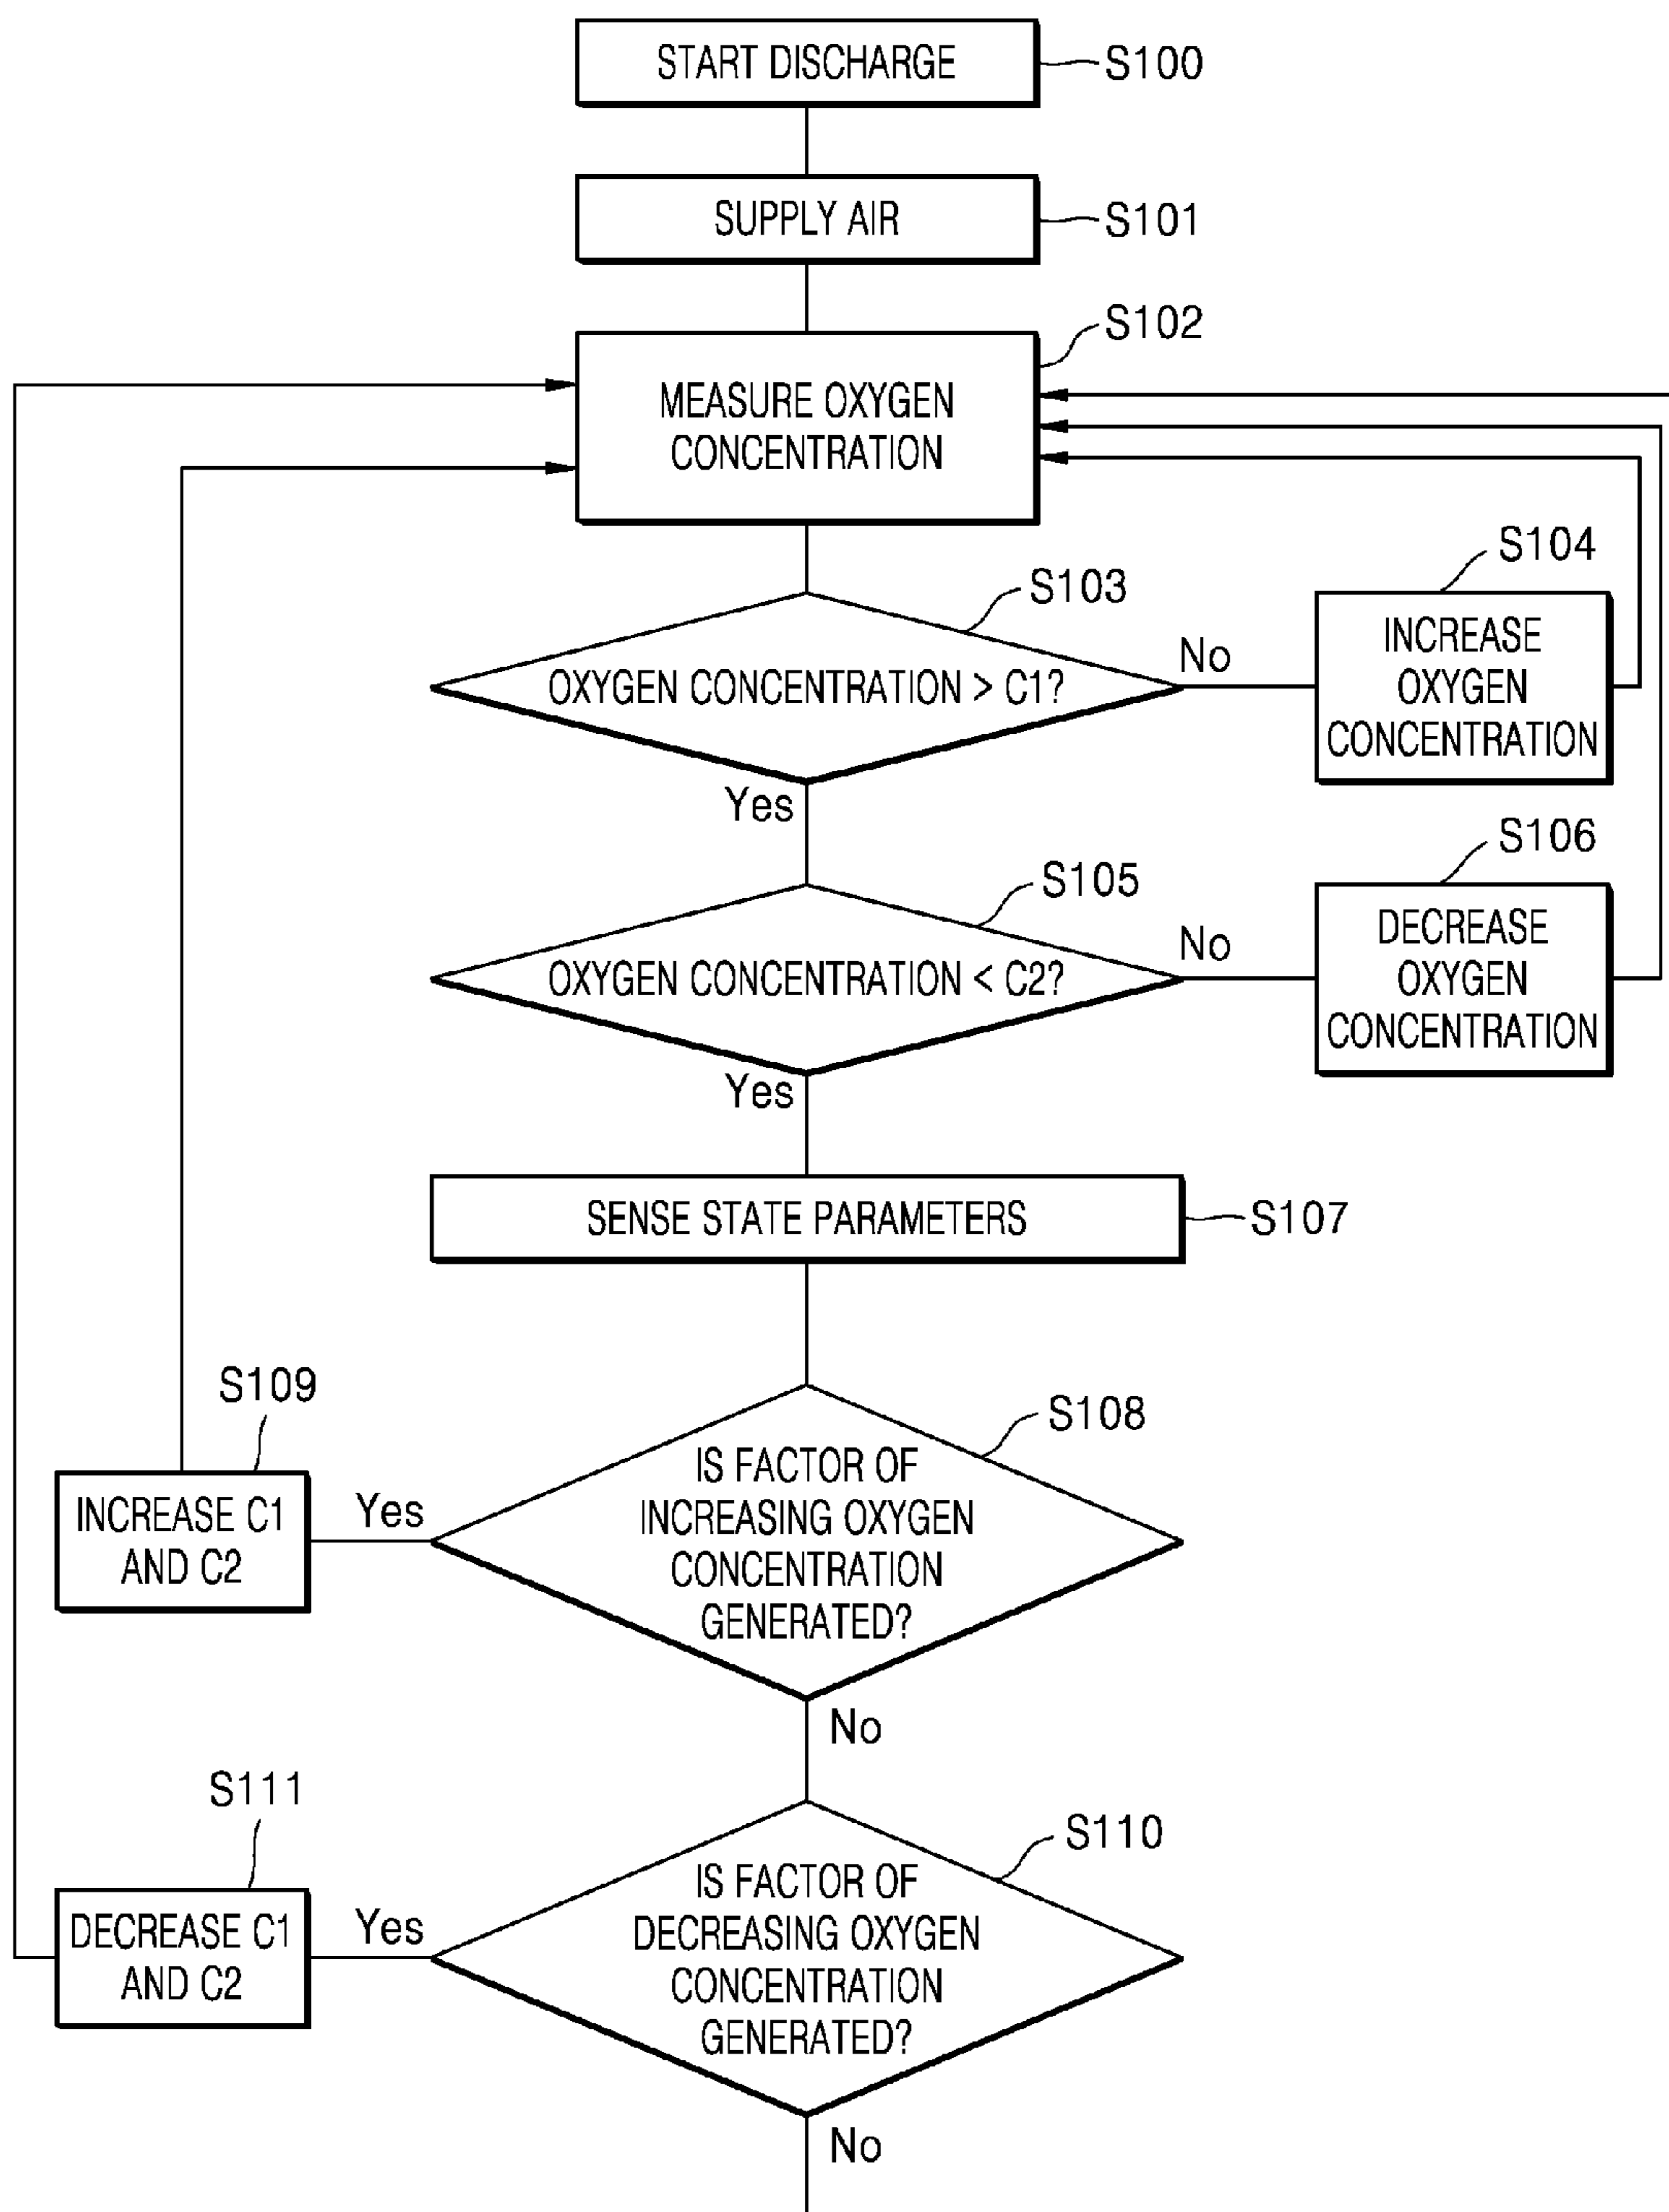 START DISCHARGE
S100
SUPPLY AIR
S101
S102
MEASURE OXYGEN
CONCENTRATION
S103
OXYGEN CONCENTRATION > C1?
No
Yes
S104
INCREASE
OXYGEN
CONCENTRATION
S105
OXYGEN CONCENTRATION < C2?
No
Yes
S106
DECREASE
OXYGEN
CONCENTRATION
SENSE STATE PARAMETERS
S107
S108
IS FACTOR OF
INCREASING OXYGEN
CONCENTRATION
GENERATED?
Yes
No
S109
INCREASE C1
AND C2
S110
IS FACTOR OF
DECREASING OXYGEN
CONCENTRATION
GENERATED?
Yes
No
S111
DECREASE C1
AND C2